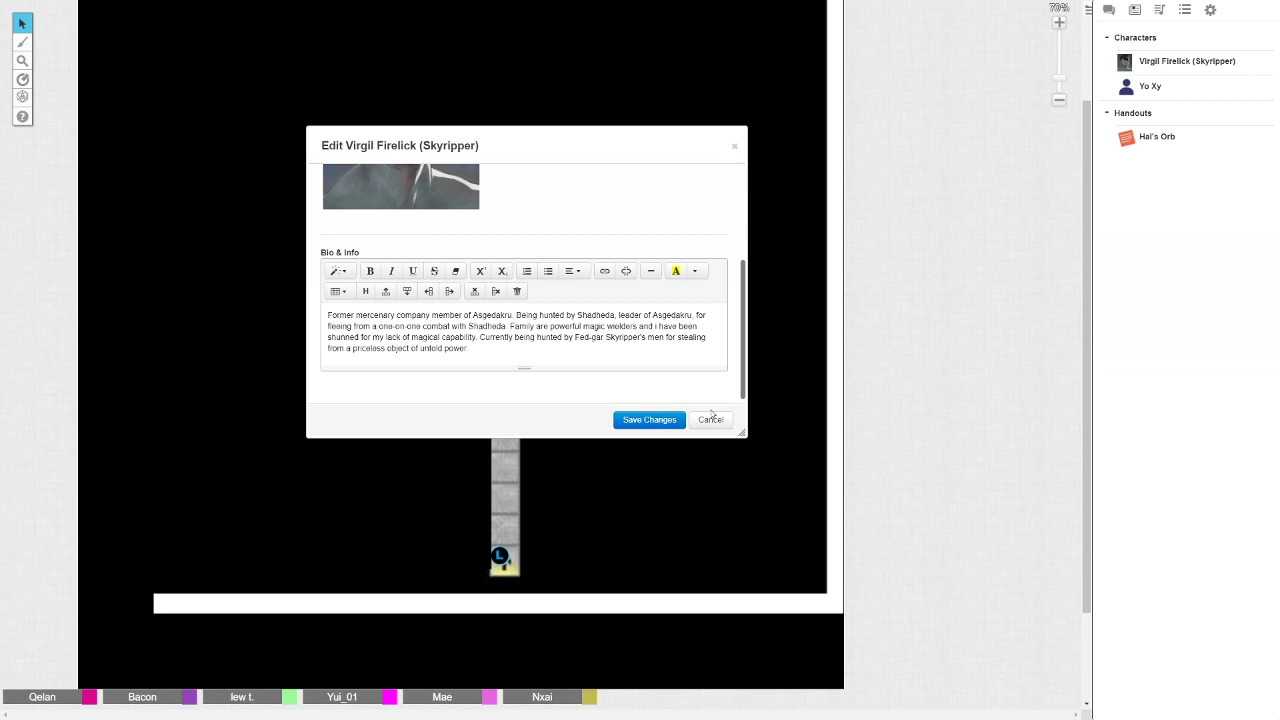 70%
Characters
Virgil Firelick (Skyripper)
Yo Xy
Handouts
Hal's Orb
Edit Virgil Firelick (Skyripper)
×
Bio & Info
B I U S X' X,
A
H
Former mercenary company member of Asgedakru. Being hunted by Shadheda, leader of Asgedakru, for
fleeing from a one-on-one combat with Shadheda. Family are powerful magic wielders and i have been
shunned for my lack of magical capability. Currently being hunted by Fed-gar Skyripper's men for stealing
from a priceless object of untold power.
Save Changes
Cancel
L
Qelan
Bacon
lew t.
Yui_01
Mae
Nxai